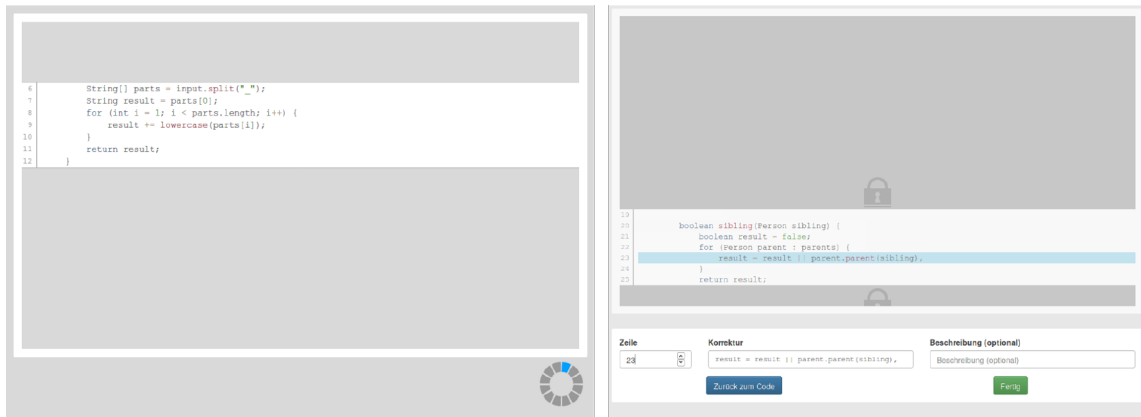 6 String[] parts = input.split("_");
7 String result = parts[0];
8 for (int i = 1; i < parts.length; i++) {
9 result += lowercase(parts[i]);
10 }
11 return result;
12 }
19
20 boolean sibling(Person sibling) {
21 boolean result = false;
22 for (Person parent : parents) {
23 result = result || parent.parent(sibling);
24 }
25 return result;
Zeile Korrektur Beschreibung (optional)
23 result = result || parent.parent(sibling); Beschreibung (optional)
Zurück zum Code Fertig